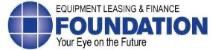 EQUIPMENT LEASING & FINANCE
FOUNDATION
Your Eye on the Future